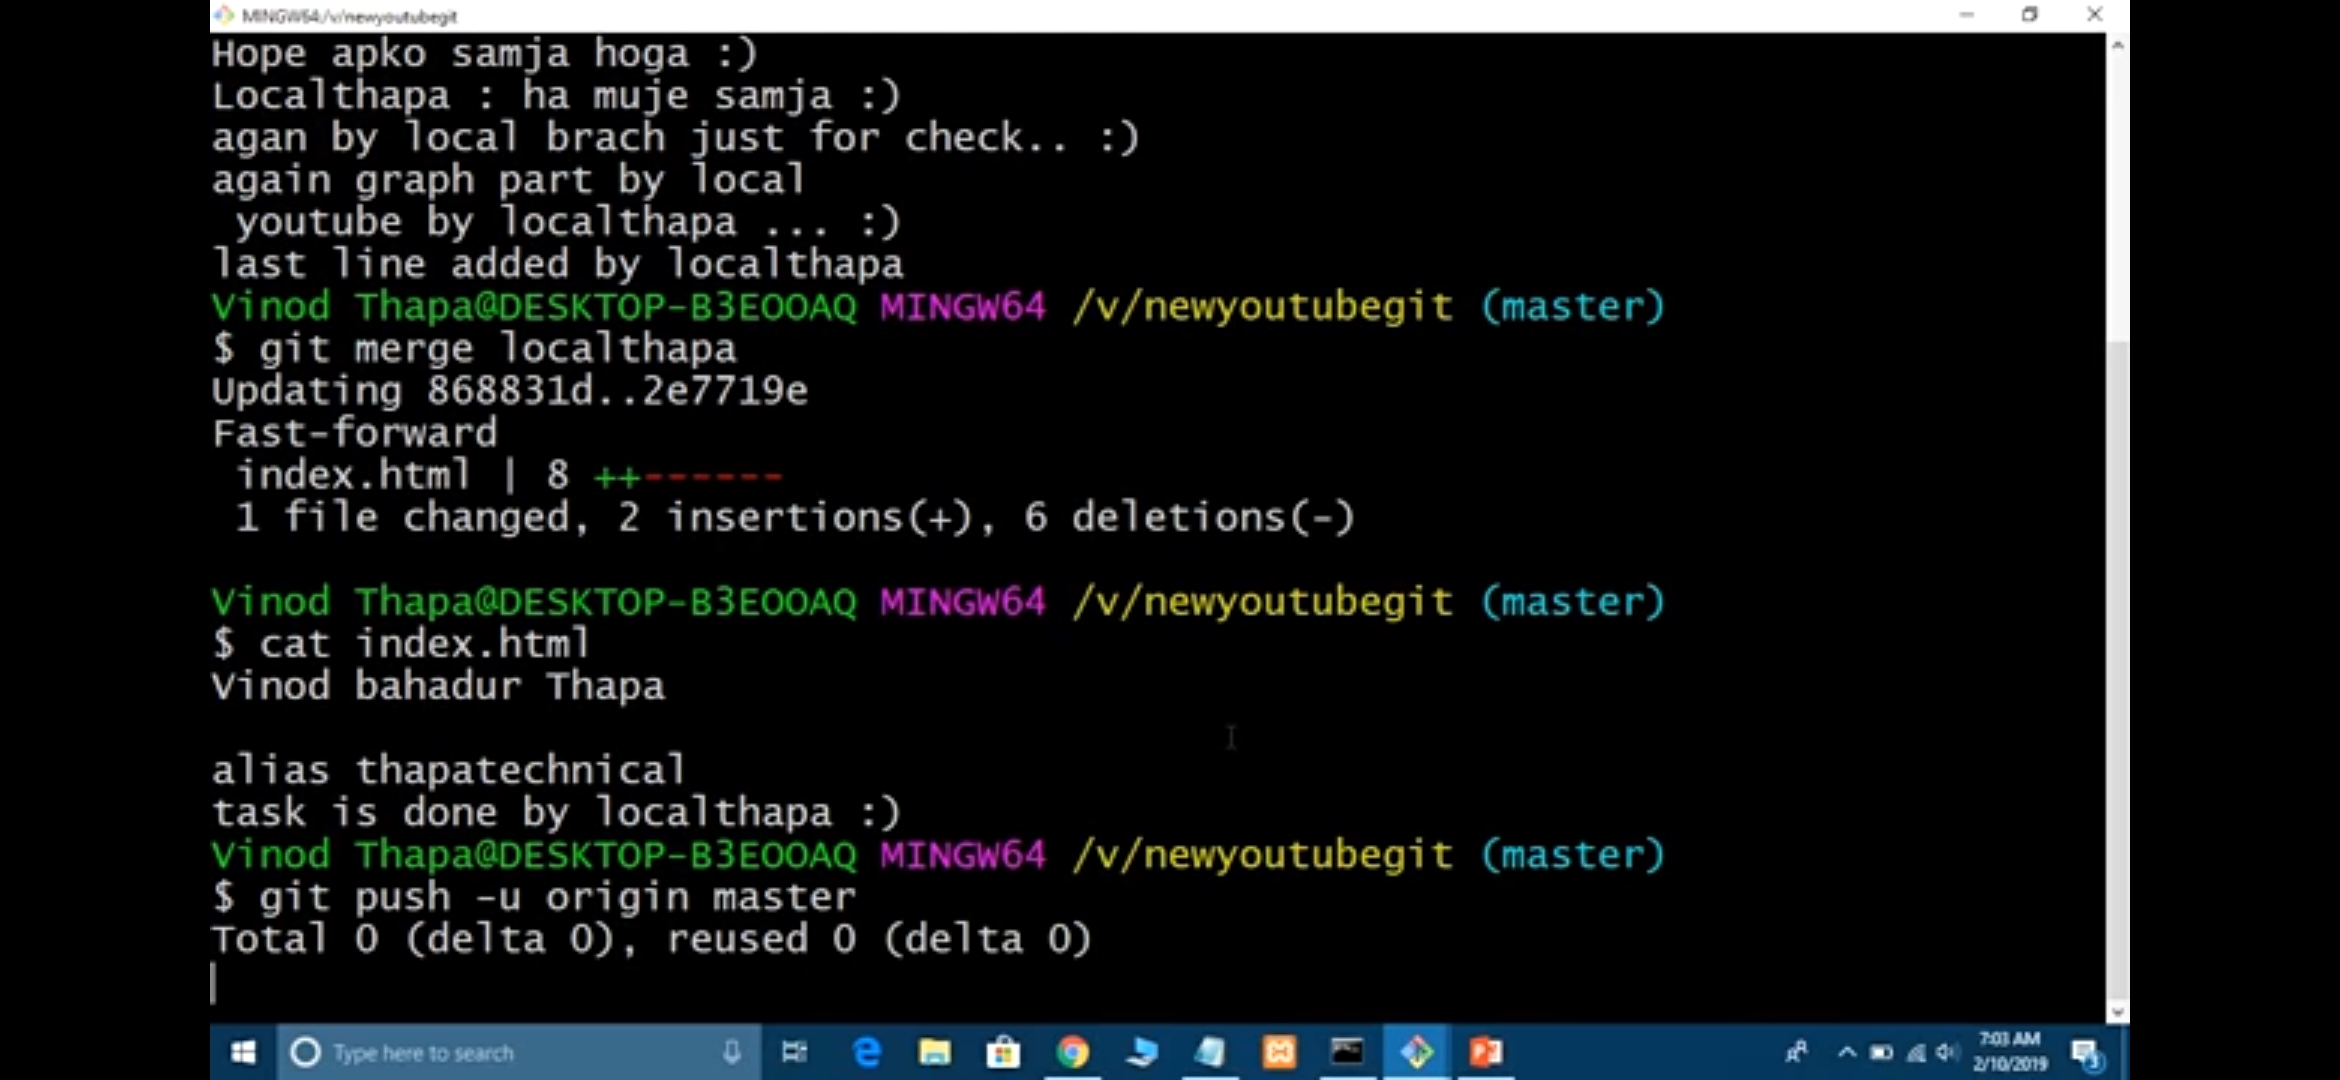 MINGW64:/v/newyoutubegit
Hope apko samja hoga :)
Localthapa : ha muje samja :)
agan by local brach just for check.. :)
again graph part by local
youtube by localthapa ... :)
last line added by localthapa
Vinod Thapa@DESKTOP-B3EOOAQ MINGW64 /v/newyoutubegit (master)
$ git merge localthapa
Updating 868831d..2e7719e
Fast-forward
index.html | 8 ++------
1 file changed, 2 insertions(+), 6 deletions(-)
Vinod Thapa@DESKTOP-B3EOOAQ MINGW64 /v/newyoutubegit (master)
$ cat index.html
Vinod bahadur Thapa
alias thapatechnical
task is done by localthapa :)
Vinod Thapa@DESKTOP-B3EOOAQ MINGW64 /v/newyoutubegit (master)
$ git push -u origin master
Total 0 (delta 0), reused 0 (delta 0)
Type here to search
7:03 AM
2/10/2019
3